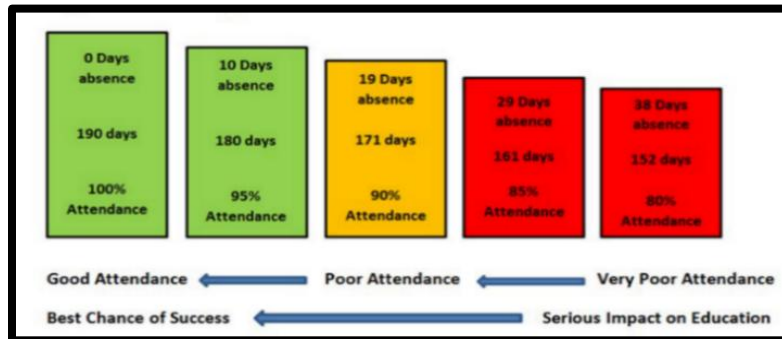 0 Days
absence
190 days
100%
Attendance
10 Days
absence
180 days
95%
Attendance
19 Days
absence
171 days
90%
Attendance
29 Days
absence
161 days
85%
Attendance
38 Days
absence
152 days
80%
Attendance
Good Attendance Poor Attendance Very Poor Attendance
Best Chance of Success Serious Impact on Education